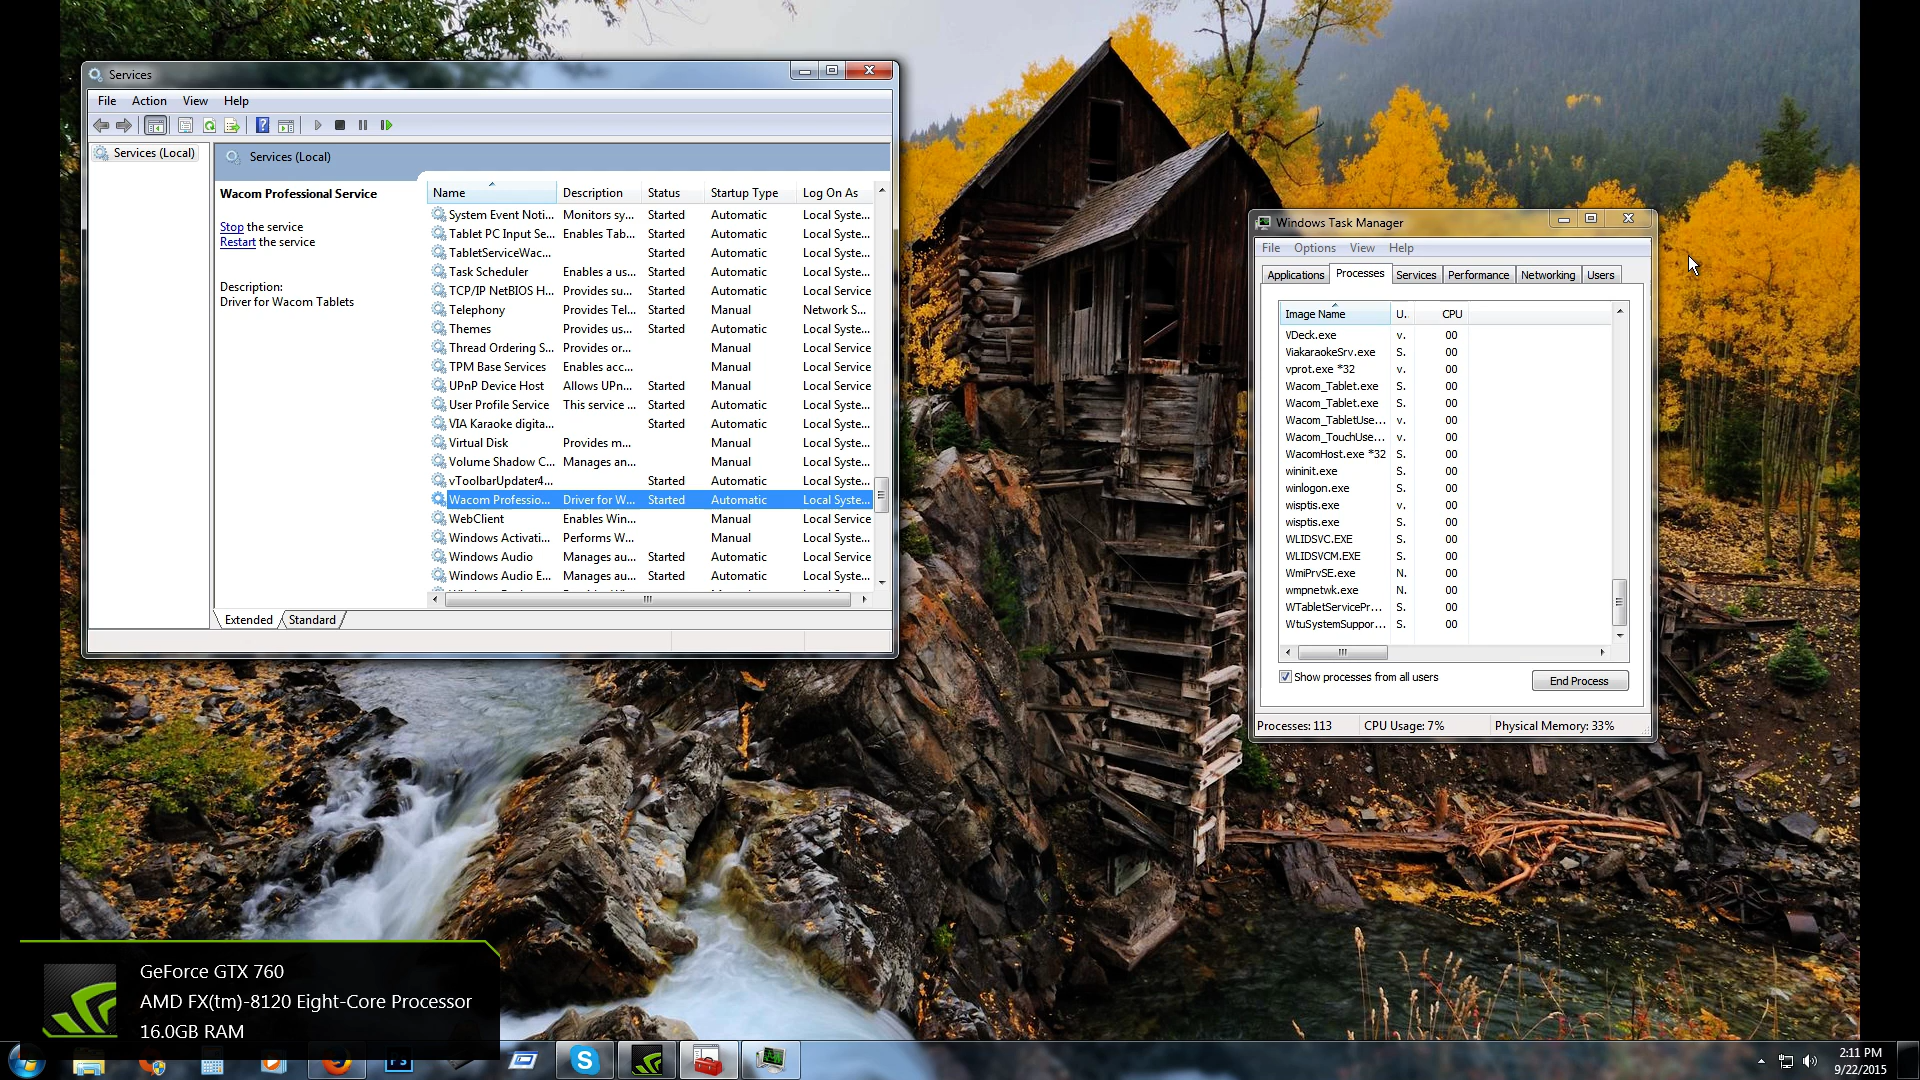 Services
File Action View Help
Services (Local)
Services (Local)
Wacom Professional Service
Stop the service
Restart the service
Description:
Driver for Wacom Tablets
Name Description Status Startup Type Log On As
System Event Noti... Monitors sy... Started Automatic Local Syste...
Tablet PC Input Se... Enables Tab... Started Automatic Local Syste...
TabletServiceWac... Started Automatic Local Syste...
Task Scheduler Enables a us... Started Automatic Local Syste...
TCP/IP NetBIOS H... Provides su... Started Automatic Local Service
Telephony Provides Tel... Manual Network S...
Themes Provides us... Started Automatic Local Syste...
Thread Ordering S... Provides or... Manual Local Service
TPM Base Services Enables acc... Manual Local Service
UPnP Device Host Allows UPn... Started Manual Local Service
User Profile Service This service ... Started Automatic Local Syste...
VIA Karaoke digita... Started Automatic Local Syste...
Virtual Disk Provides m... Manual Local Syste...
Volume Shadow C... Manages an... Manual Local Syste...
vToolbarUpdater4... Started Automatic Local Syste...
Wacom Professio... Driver for W... Started Automatic Local Syste...
WebClient Enables Win... Manual Local Service
Windows Activati... Performs W... Manual Local Syste...
Windows Audio Manages au... Started Automatic Local Service
Windows Audio E... Manages au... Started Automatic Local Syste...
Extended Standard
Windows Task Manager
File Options View Help
Applications Processes Services Performance Networking Users
Image Name U. CPU
VDeck.exe v. 00
ViakaraokeSrv.exe S. 00
vprot.exe *32 v. 00
Wacom_Tablet.exe S. 00
Wacom_Tablet.exe S. 00
Wacom_TabletUse... v. 00
Wacom_TouchUse... v. 00
WacomHost.exe *32 S. 00
wininit.exe S. 00
winlogon.exe S. 00
wisptis.exe v. 00
wisptis.exe S. 00
WLIDSVC.EXE S. 00
WLIDSVCM.EXE S. 00
WmiPrvSE.exe N. 00
wmpnetwk.exe N. 00
WTabletServicePr... S. 00
WtuSystemSuppor... S. 00
Show processes from all users
End Process
Processes: 113 CPU Usage: 7% Physical Memory: 33%
GeForce GTX 760
AMD FX(tm)-8120 Eight-Core Processor
16.0GB RAM
Ps
2:11 PM
9/22/2015